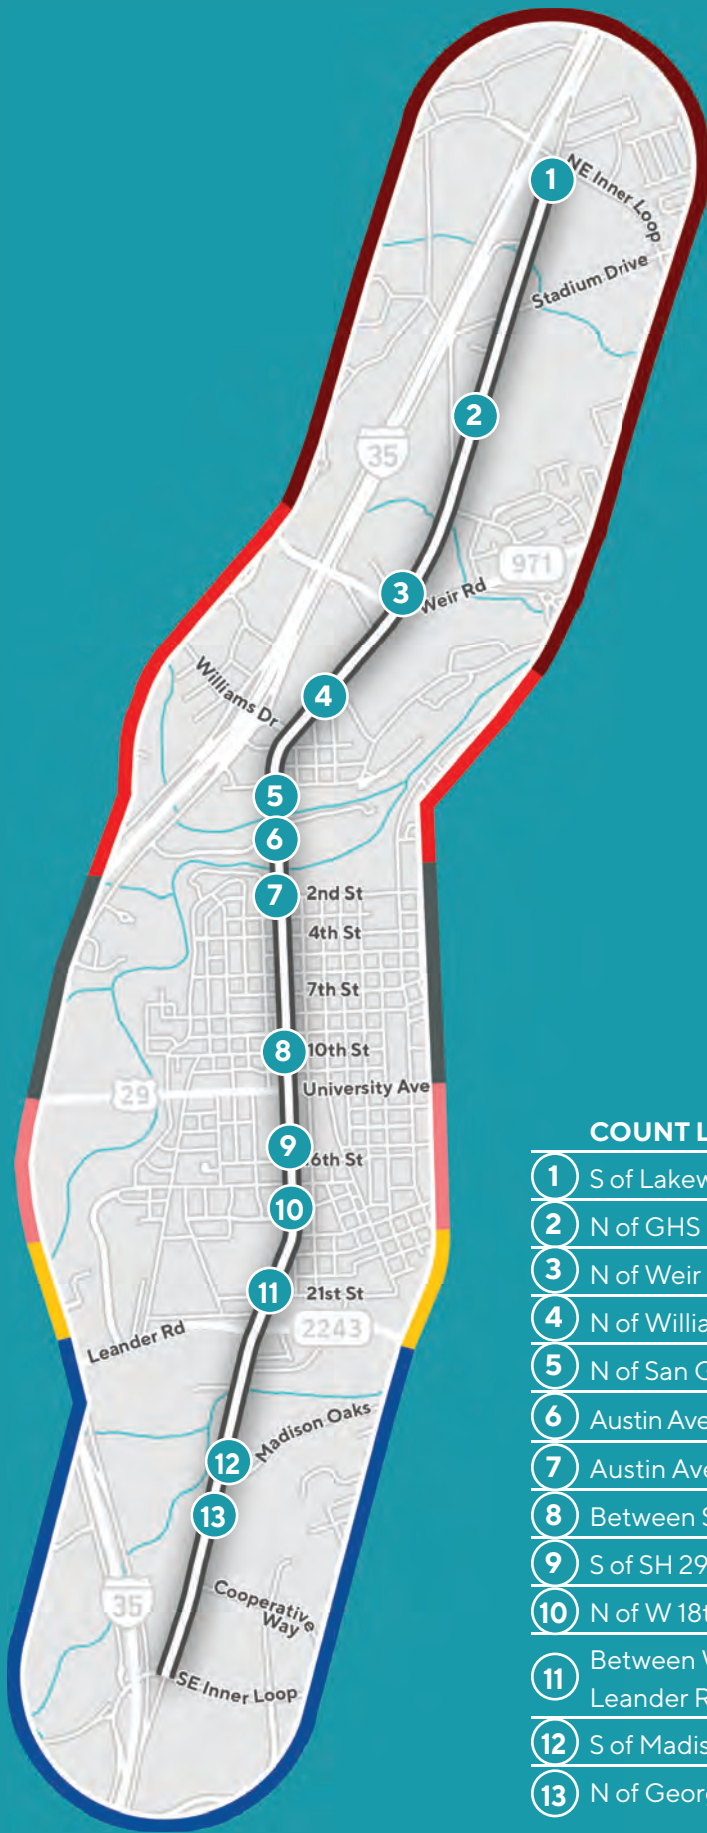 1
NE Inner Loop
Stadium Drive
2
35
971
3
Weir Rd
Williams Dr
4
5
6
7
2nd St
4th St
7th St
8
10th St
29
University Ave
9
6th St
10
11
21st St
Leander Rd
2243
Madison Oaks
12
13
35
Cooperative
Way
SE Inner Loop
COUNT L
1 S of Lakew
2 N of GHS
3 N of Weir
4 N of Willia
5 N of San G
6 Austin Ave
7 Austin Ave
8 Between S
9 S of SH 29
10 N of W 18t
11 Between W
Leander R
12 S of Madis
13 N of Georg